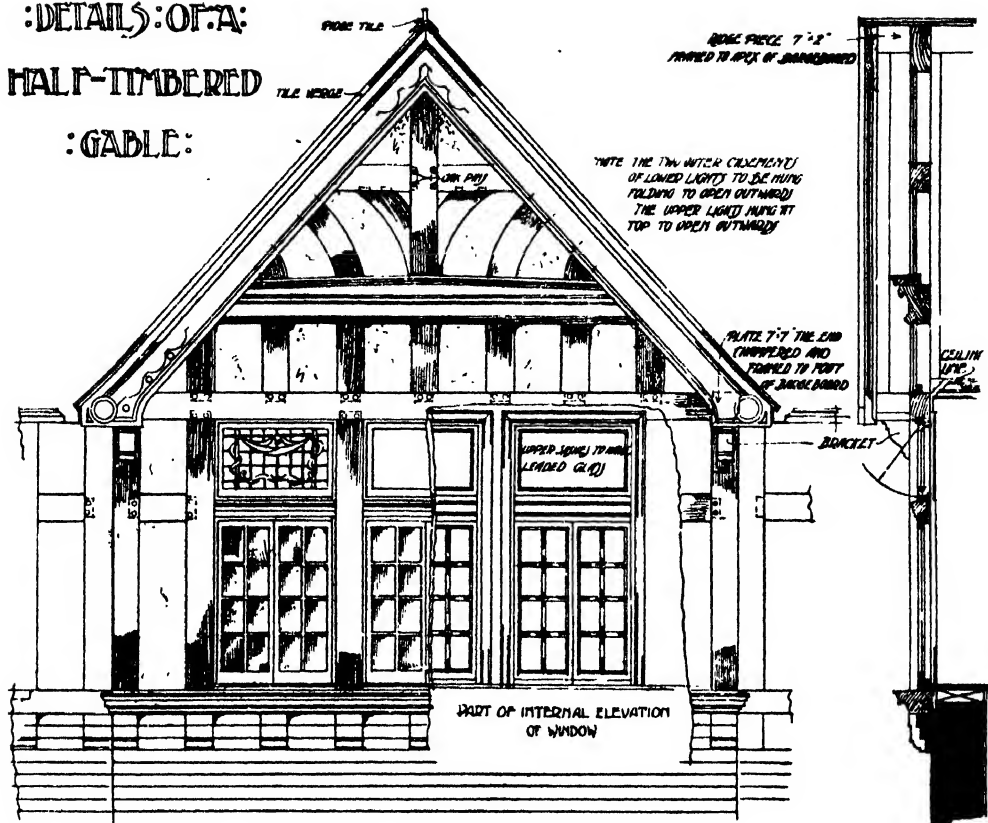 :DETAILS:OF:A:
HALF-TIMBERED
:GABLE:
RIDGE TILE
TILE VERGE
OAK PINS
RIDGE PIECE 7"×2"
FRAMED TO APEX OF BARGEBOARD
NOTE THE TWO OUTER CASEMENTS
OF LOWER LIGHTS TO BE HUNG
FOLDING TO OPEN OUTWARDS
THE UPPER LIGHTS HUNG AT
TOP TO OPEN OUTWARDS
PLATE 7"×7" THE END
CHAMFERED AND
FRAMED TO FOOT
OF BARGEBOARD
CEILING
LINE
BRACKET
UPPER SQUARES TO HAVE
LEADED GLASS
PART OF INTERNAL ELEVATION
OF WINDOW